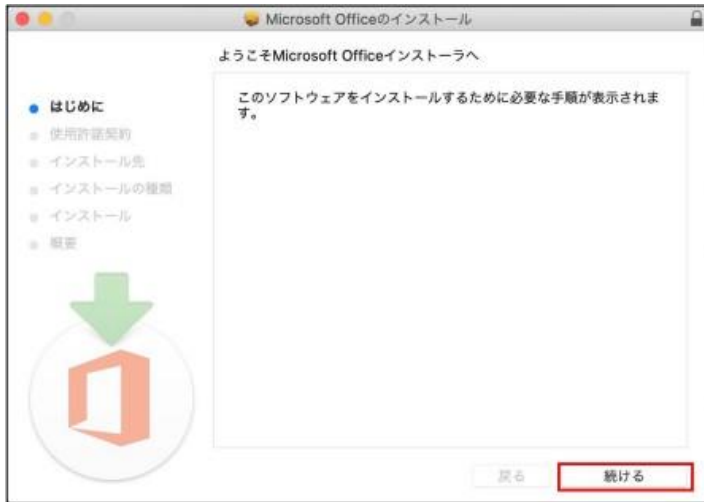 Microsoft Officeのインストール
ようこそMicrosoft Officeインストーラへ
はじめに
使用許諾契約
インストール先
インストールの種類
インストール
概要
このソフトウェアをインストールするために必要な手順が表示されま
す。
戻る
続ける